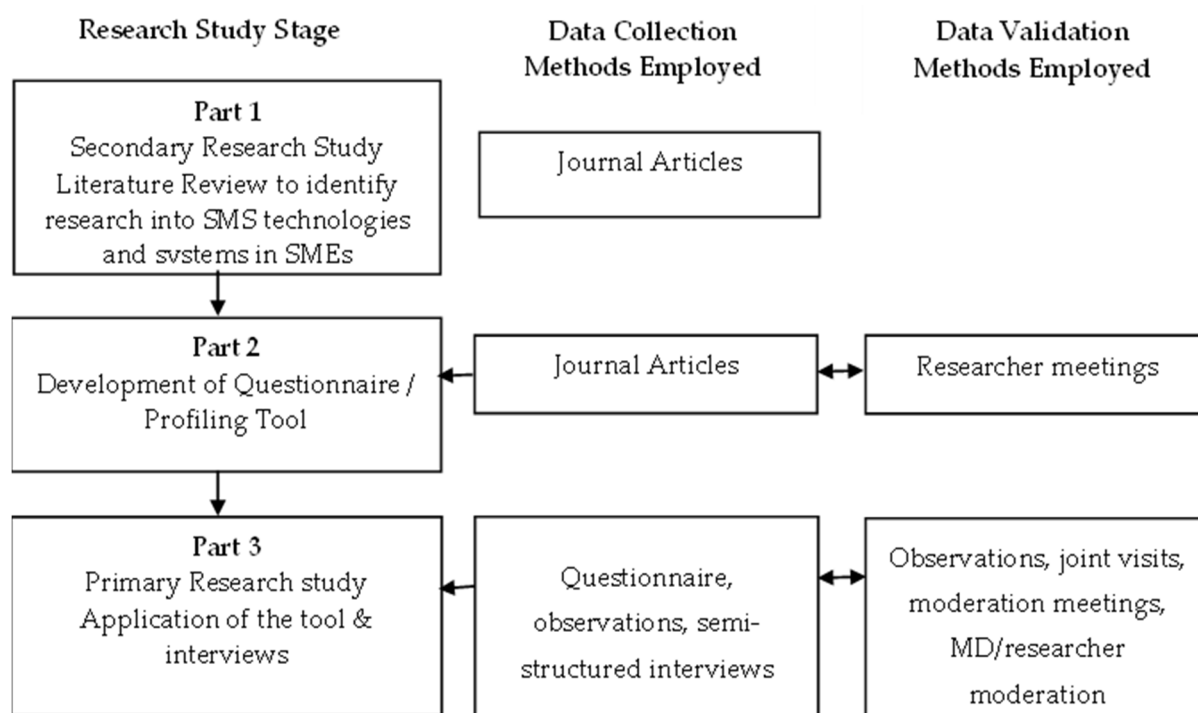 Research Study Stage
Data Collection
Methods Employed
Data Validation
Methods Employed
Part 1
Secondary Research Study
Literature Review to identify
research into SMS technologies
and systems in SMEs
Journal Articles
Part 2
Development of Questionnaire /
Profiling Tool
Journal Articles
Researcher meetings
Part 3
Primary Research study
Application of the tool &
interviews
Questionnaire,
observations, semi-
structured interviews
Observations, joint visits,
moderation meetings,
MD/researcher
moderation